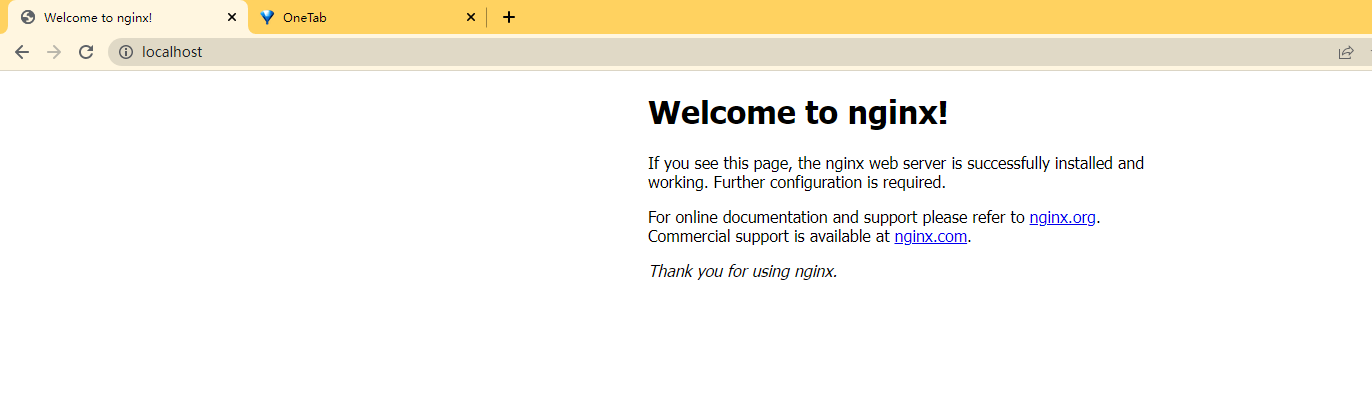 Welcome to nginx!
OneTab
localhost
Welcome to nginx!
If you see this page, the nginx web server is successfully installed and
working. Further configuration is required.
For online documentation and support please refer to nginx.org.
Commercial support is available at nginx.com.
Thank you for using nginx.